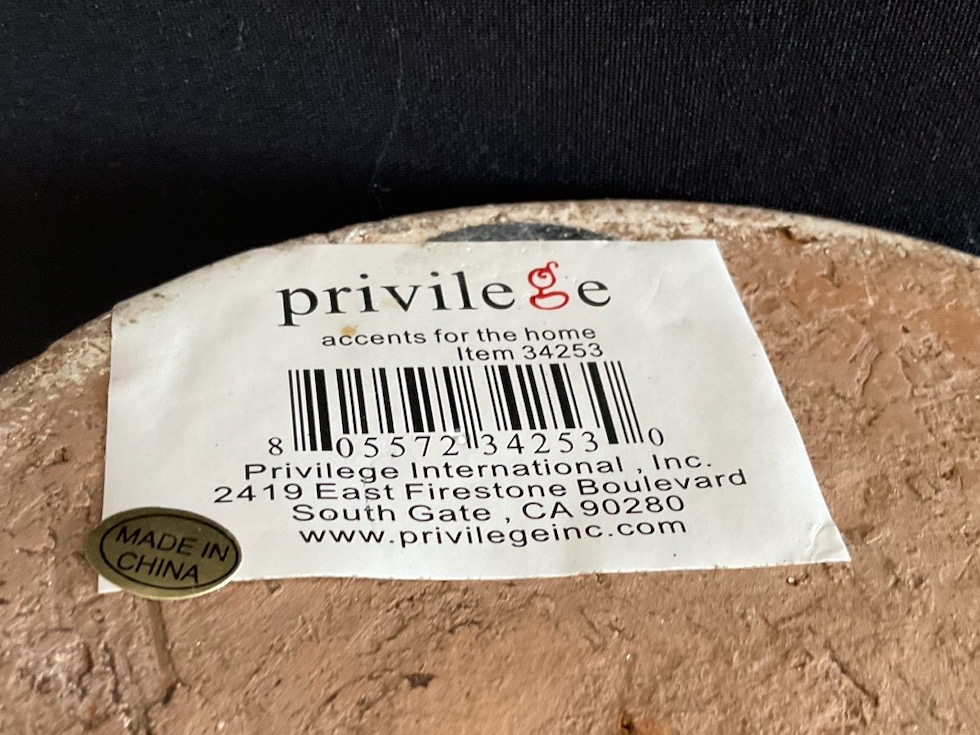 privilege
accents for the home
Item 34253
8 05572 34253 0
Privilege International , Inc.
2419 East Firestone Boulevard
South Gate , CA 90280
www.privilegeinc.com
MADE IN
CHINA